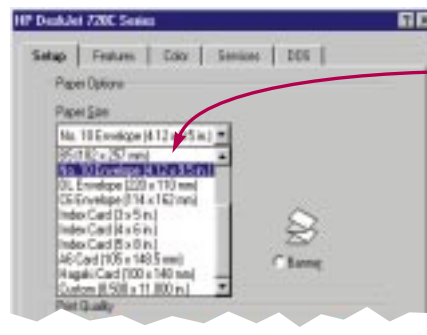 HP DeskJet 720C Series
Setup Features Color Services DOS
Paper Options
Paper Size
No. 10 Envelope (4.12 x 9.5 in.)
B5 (182 x 257 mm)
No. 10 Envelope (4.12 x 9.5 in.)
DL Envelope (220 x 110 mm)
C6 Envelope (114 x 162 mm)
Index Card (3 x 5 in.)
Index Card (4 x 6 in.)
Index Card (5 x 8 in.)
A6 Card (105 x 148.5 mm)
Hagaki Card (100 x 148 mm)
Custom (8.500 x 11.000 in.)
Banner
Print Quality